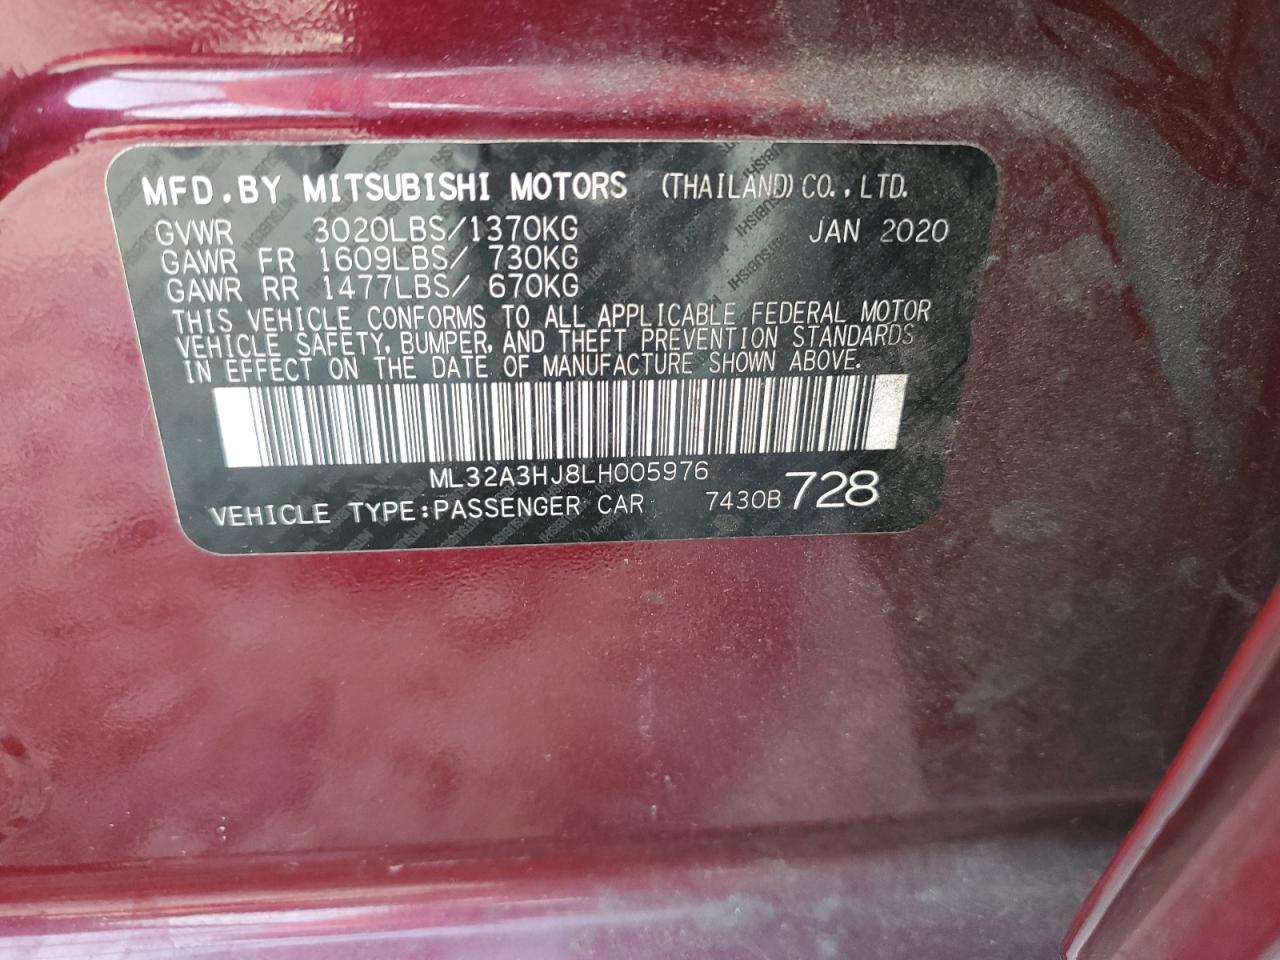 MFD.BY MITSUBISHI MOTORS (THAILAND) CO.,LTD.
GVWR 3020LBS/1370KG JAN 2020
GAWR FR 1609LBS/ 730KG
GAWR RR 1477LBS/ 670KG
THIS VEHICLE CONFORMS TO ALL APPLICABLE FEDERAL MOTOR
VEHICLE SAFETY, BUMPER, AND THEFT PREVENTION STANDARDS
IN EFFECT ON THE DATE OF MANUFACTURE SHOWN ABOVE.
ML32A3HJ8LH005976
VEHICLE TYPE:PASSENGER CAR 7430B 728